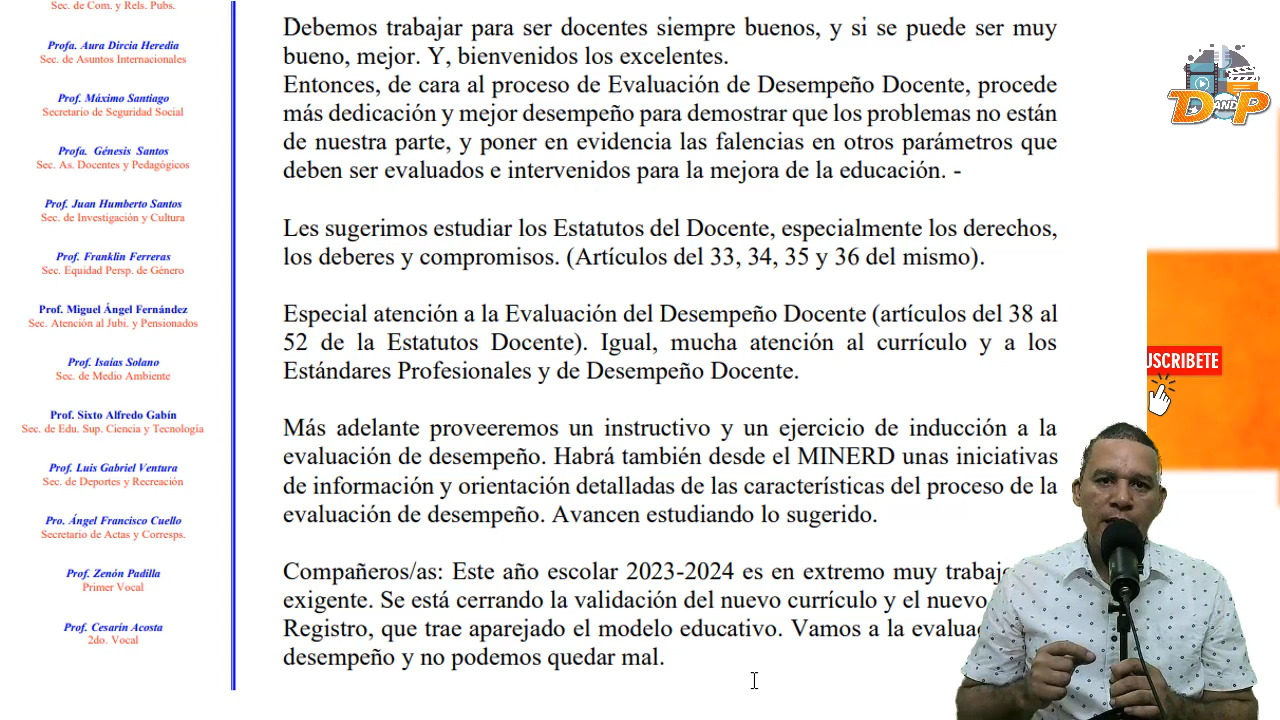 Sec. de Com. y Rels. Pubs.
Profa. Aura Dircia Heredia
Sec. de Asuntos Internacionales
Prof. Máximo Santiago
Secretario de Seguridad Social
Profa. Génesis Santos
Sec. As. Docentes y Pedagógicos
Prof. Juan Humberto Santos
Sec. de Investigación y Cultura
Prof. Franklin Ferreras
Sec. Equidad Persp. de Género
Prof. Miguel Ángel Fernández
Sec. Atención al Jubi. y Pensionados
Prof. Isaías Solano
Sec. de Medio Ambiente
Prof. Sixto Alfredo Gabín
Sec. de Edu. Sup. Ciencia y Tecnología
Prof. Luis Gabriel Ventura
Sec. de Deportes y Recreación
Pro. Ángel Francisco Cuello
Secretario de Actas y Corresps.
Prof. Zenón Padilla
Primer Vocal
Prof. Cesarín Acosta
2do. Vocal
Debemos trabajar para ser docentes siempre buenos, y si se puede ser muy
bueno, mejor. Y, bienvenidos los excelentes.
Entonces, de cara al proceso de Evaluación de Desempeño Docente, procede
más dedicación y mejor desempeño para demostrar que los problemas no están
de nuestra parte, y poner en evidencia las falencias en otros parámetros que
deben ser evaluados e intervenidos para la mejora de la educación. -
Les sugerimos estudiar los Estatutos del Docente, especialmente los derechos,
los deberes y compromisos. (Artículos del 33, 34, 35 y 36 del mismo).
Especial atención a la Evaluación del Desempeño Docente (artículos del 38 al
52 de la Estatutos Docente). Igual, mucha atención al currículo y a los
Estándares Profesionales y de Desempeño Docente.
Más adelante proveeremos un instructivo y un ejercicio de inducción a la
evaluación de desempeño. Habrá también desde el MINERD unas iniciativas
de información y orientación detalladas de las características del proceso de la
evaluación de desempeño. Avancen estudiando lo sugerido.
Compañeros/as: Este año escolar 2023-2024 es en extremo muy
exigente. Se está cerrando la validación del nuevo currículo y el nuevo
Registro, que trae aparejado el modelo educativo. Vamos a la
desempeño y no podemos quedar mal.
D AND P
USCRIBETE